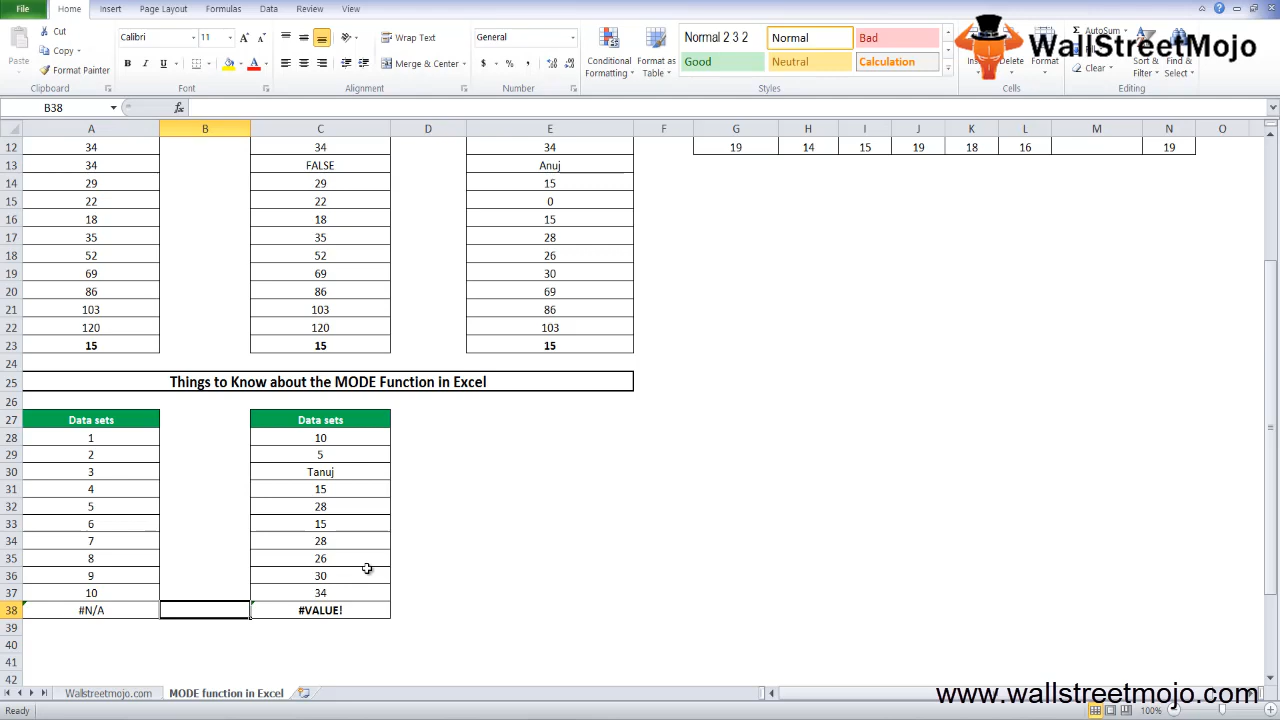 File Home Insert Page Layout Formulas Data Review View
Cut Calibri 11 Wrap Text General Normal 2 3 2 Normal Bad AutoSum WallStreetMojo
Paste Copy Conditional Formatting Format as Table Delete Format Sort & Filter Find & Select
Format Painter B I U Merge & Center $ % , Good Neutral Calculation Clear
Clipboard Font Alignment Number Styles Cells Editing
B38 fx
A B C D E F G H I J K L M N O
12 34 34 34 19 14 15 19 18 16 19
13 34 FALSE Anuj
14 29 29 15
15 22 22 0
16 18 18 15
17 35 35 28
18 52 52 26
19 69 69 30
20 86 86 69
21 103 103 86
22 120 120 103
23 15 15 15
24
25 Things to Know about the MODE Function in Excel
26
27 Data sets Data sets
28 1 10
29 2 5
30 3 Tanuj
31 4 15
32 5 28
33 6 15
34 7 28
35 8 26
36 9 30
37 10 34
38 #N/A #VALUE!
39
40
41
42
Wallstreetmojo.com MODE function in Excel
www.wallstreetmojo.com
Ready 100%